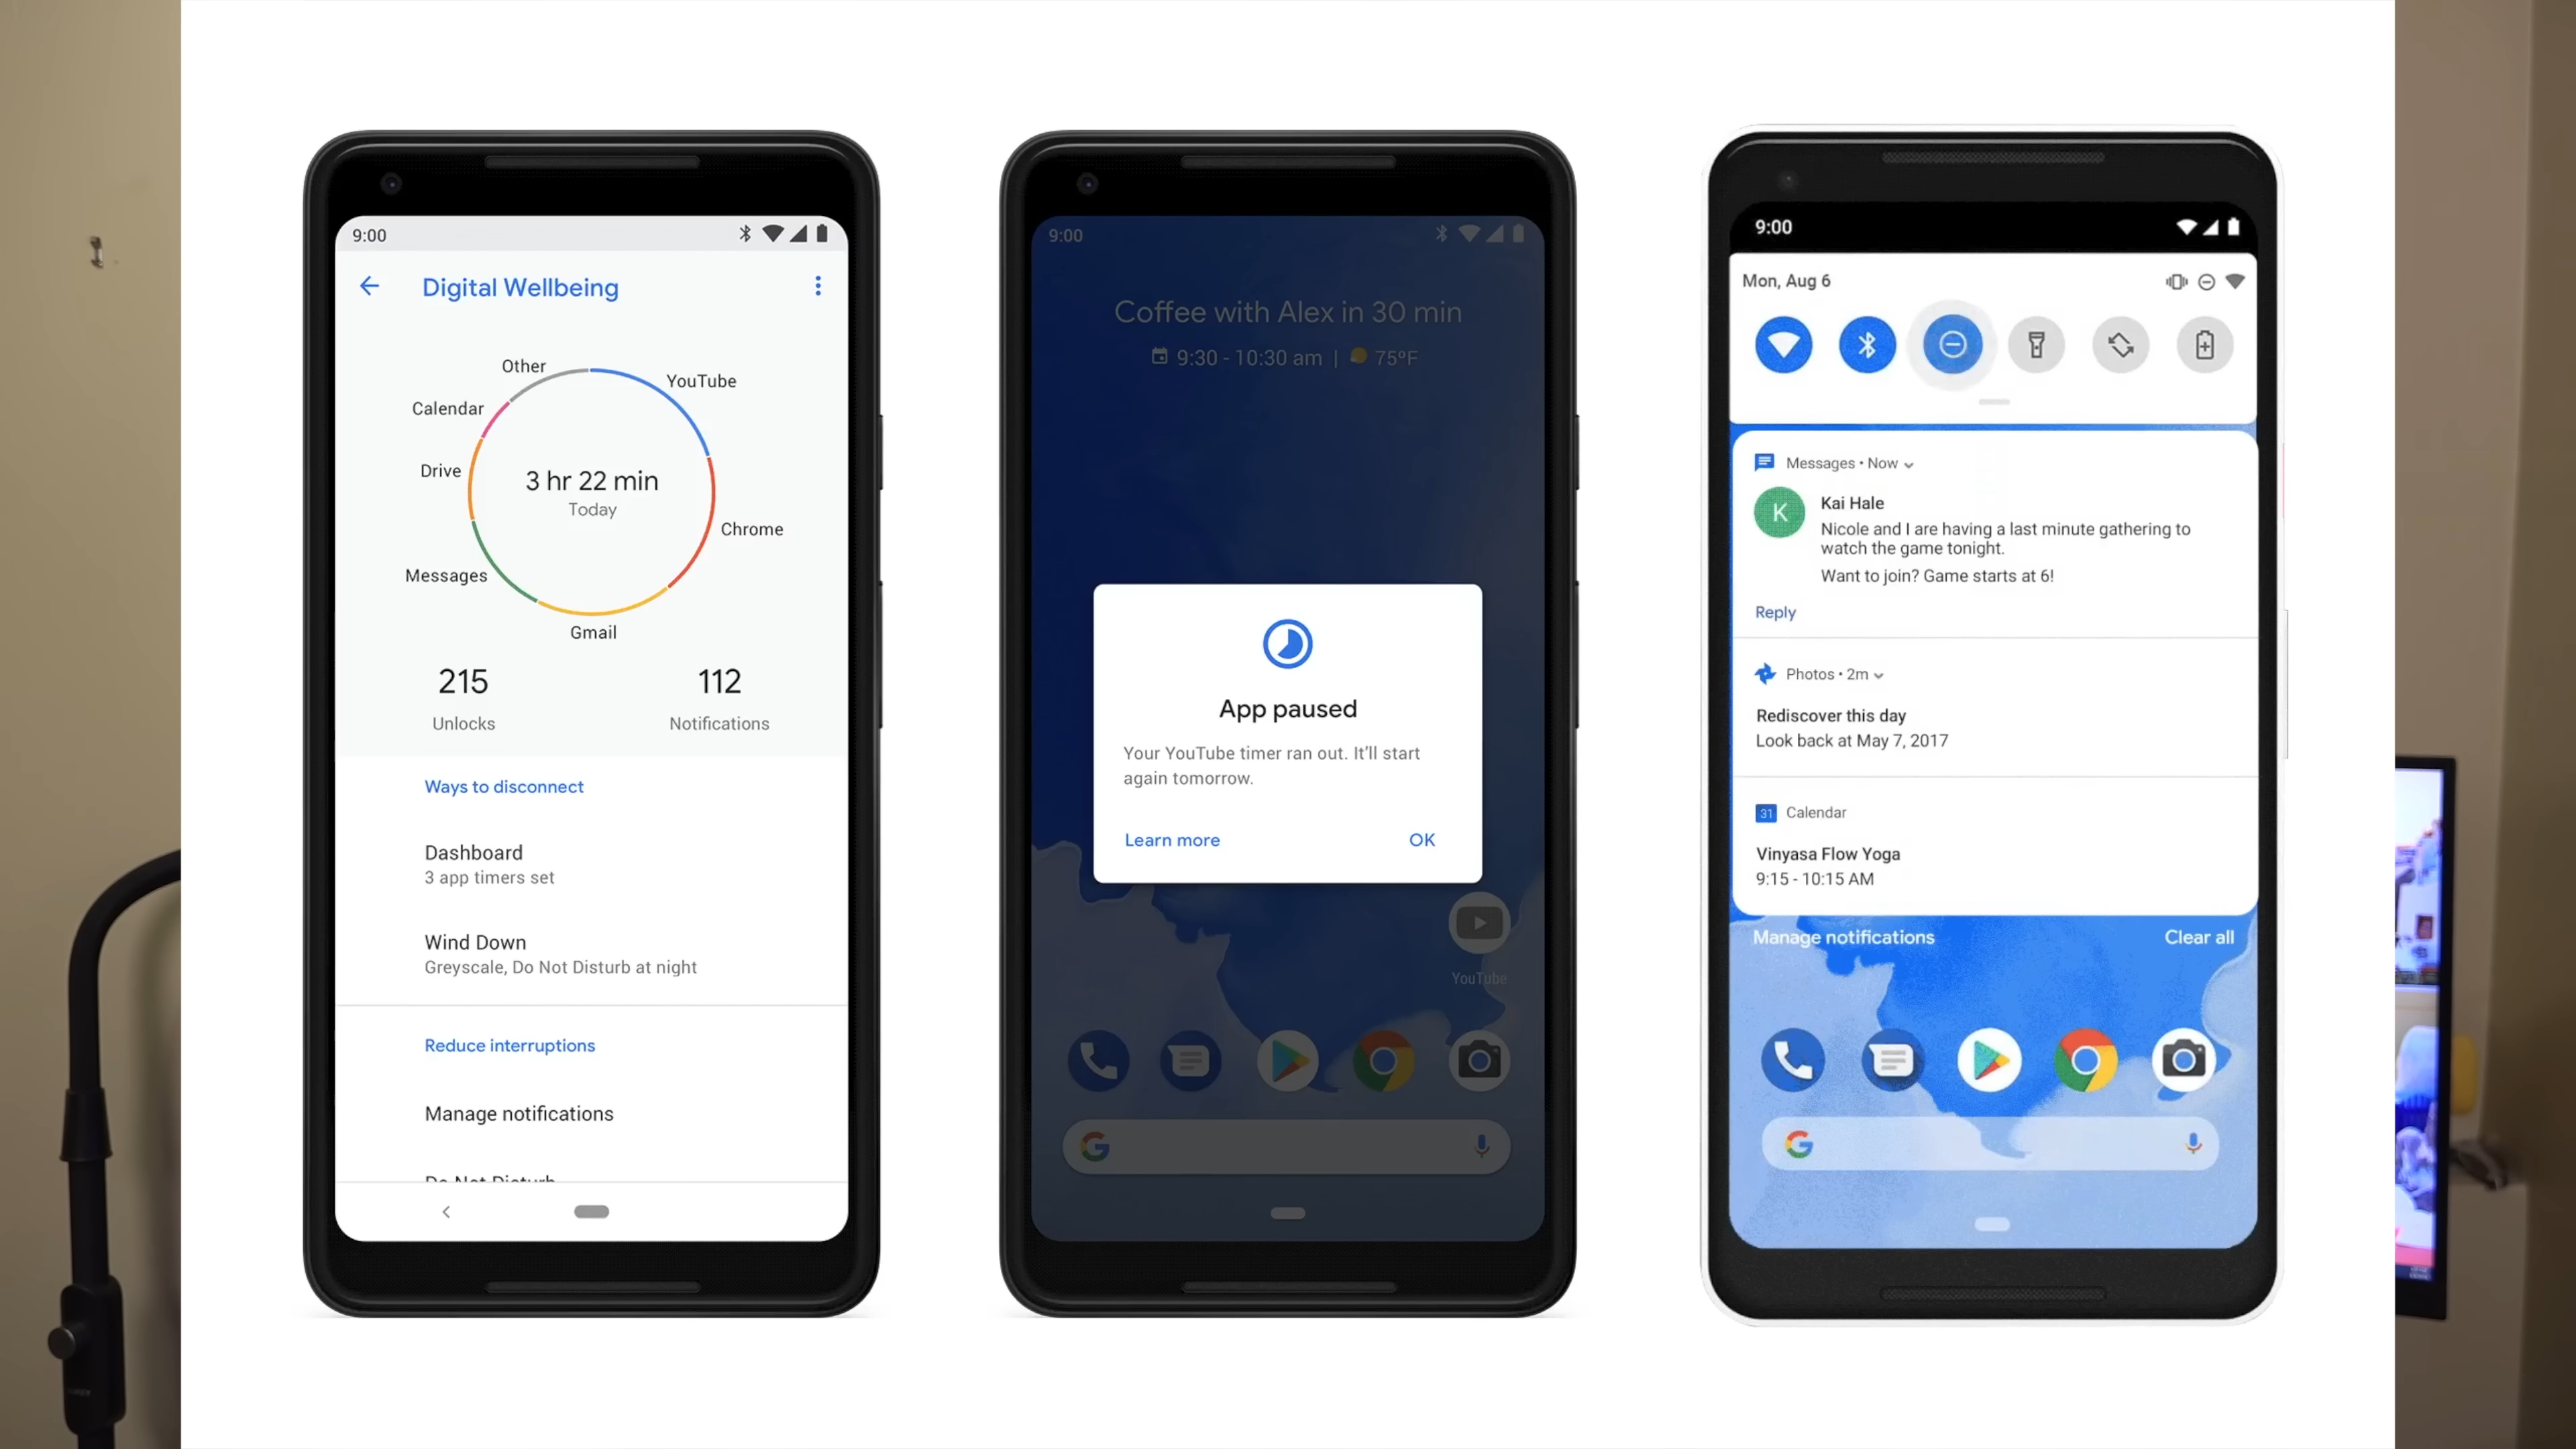 9:00
Digital Wellbeing
Other
YouTube
Calendar
Drive
3 hr 22 min
Today
Chrome
Messages
Gmail
215
112
Unlocks
Notifications
Ways to disconnect
Dashboard
3 app timers set
Wind Down
Greyscale, Do Not Disturb at night
Reduce interruptions
Manage notifications
Do Not Disturb
9:00
Coffee with Alex in 30 min
9:30 - 10:30 am | 75°F
App paused
Your YouTube timer ran out. It'll start
again tomorrow.
Learn more
OK
YouTube
G
9:00
Mon, Aug 6
Messages • Now
K
Kai Hale
Nicole and I are having a last minute gathering to
watch the game tonight.
Want to join? Game starts at 6!
Reply
Photos • 2m
Rediscover this day
Look back at May 7, 2017
31 Calendar
Vinyasa Flow Yoga
9:15 - 10:15 AM
Manage notifications
Clear all
G